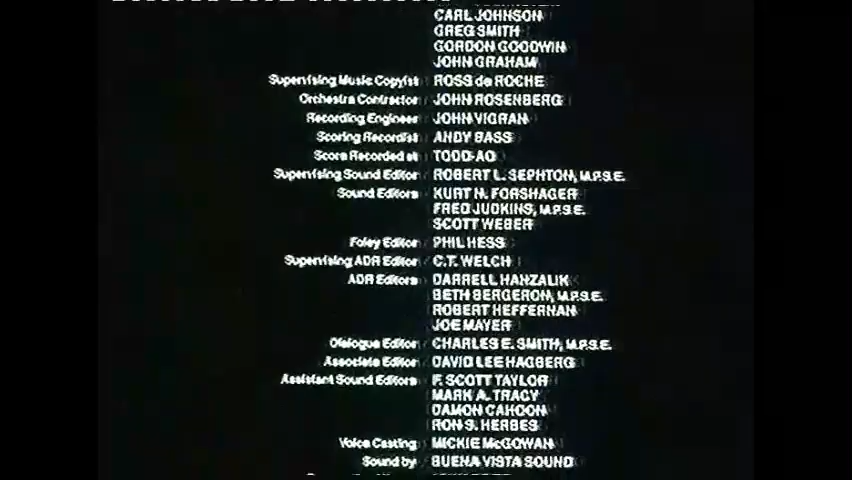 CARL JOHNSON
GREG SMITH
GORDON GOODWIN
JOHN GRAHAM
Supervising Music Copyist ROSS de ROCHE
Orchestra Contractor JOHN ROSENBERG
Recording Engineer JOHN VIGRAN
Scoring Recordist ANDY BASS
Score Recorded at TODD-AO
Supervising Sound Editor ROBERT L. SEPHTON, M.P.S.E.
Sound Editors KURT N. FORSHAGER
FRED JUDKINS, M.P.S.E.
SCOTT WEBER
Foley Editor PHIL HESS
Supervising ADR Editor C.T. WELCH
ADR Editors DARRELL HANZALIK
BETH BERGERON, M.P.S.E.
ROBERT HEFFERNAN
JOE MAYER
Dialogue Editor CHARLES E. SMITH, M.P.S.E.
Associate Editor DAVID LEE HAGBERG
Assistant Sound Editors F. SCOTT TAYLOR
MARK A. TRACY
DAMON CAHOON
RON S. HERBES
Voice Casting MICKIE McGOWAN
Sound by BUENA VISTA SOUND